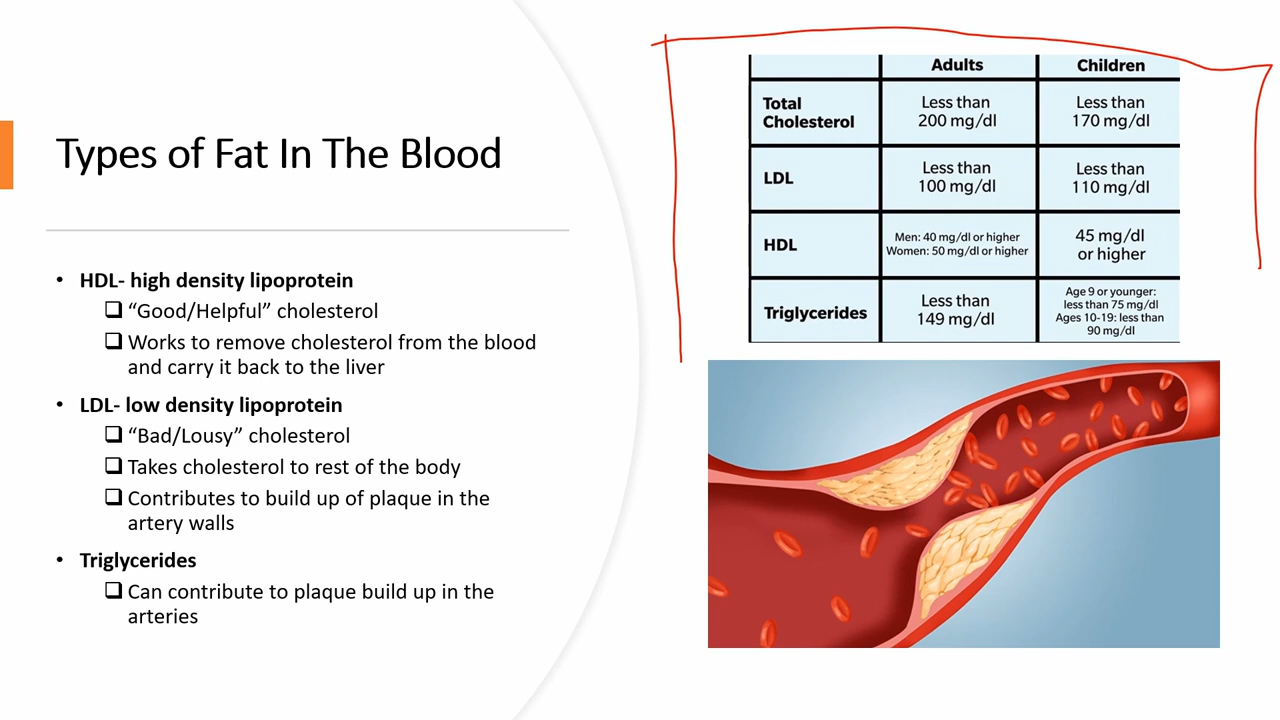 Types of Fat In The Blood
• HDL- high density lipoprotein
❑ “Good/Helpful” cholesterol
❑ Works to remove cholesterol from the blood
and carry it back to the liver
• LDL- low density lipoprotein
❑ “Bad/Lousy” cholesterol
❑ Takes cholesterol to rest of the body
❑ Contributes to build up of plaque in the
artery walls
• Triglycerides
❑ Can contribute to plaque build up in the
arteries
Adults Children
Total
Cholesterol
Less than
200 mg/dl
Less than
170 mg/dl
LDL
Less than
100 mg/dl
Less than
110 mg/dl
HDL
Men: 40 mg/dl or higher
Women: 50 mg/dl or higher
45 mg/dl
or higher
Triglycerides
Less than
149 mg/dl
Age 9 or younger:
less than 75 mg/dl
Ages 10-19: less than
90 mg/dl